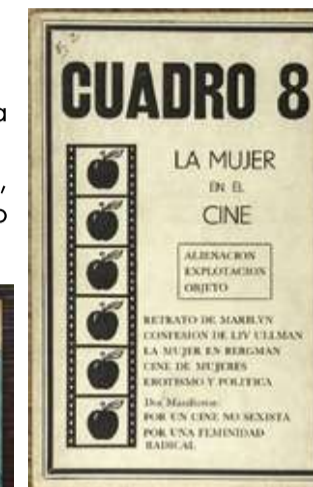 CUADRO 8
LA MUJER
EN EL
CINE
ALIENACION
EXPLOTACION
OBJETO
RETRATO DE MARILYN
CONFESION DE LIV ULLMAN
LA MUJER EN BERGMAN
CINE DE MUJERES
EROTISMO Y POLITICA
Dos Manifiestos:
POR UN CINE NO SEXISTA
POR UNA FEMINIDAD
RADICAL